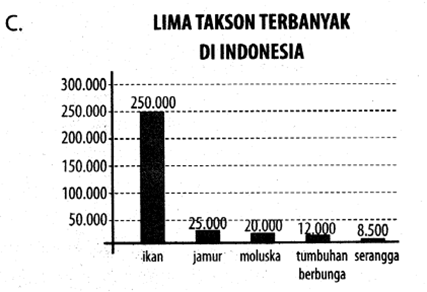 C.
LIMA TAKSON TERBANYAK
DI INDONESIA
300.000
250.000
200.000
150.000
100.000
50.000
250.000
25.000
20.000
12.000
8.500
ikan
jamur
moluska
tumbuhan
berbunga
serangga